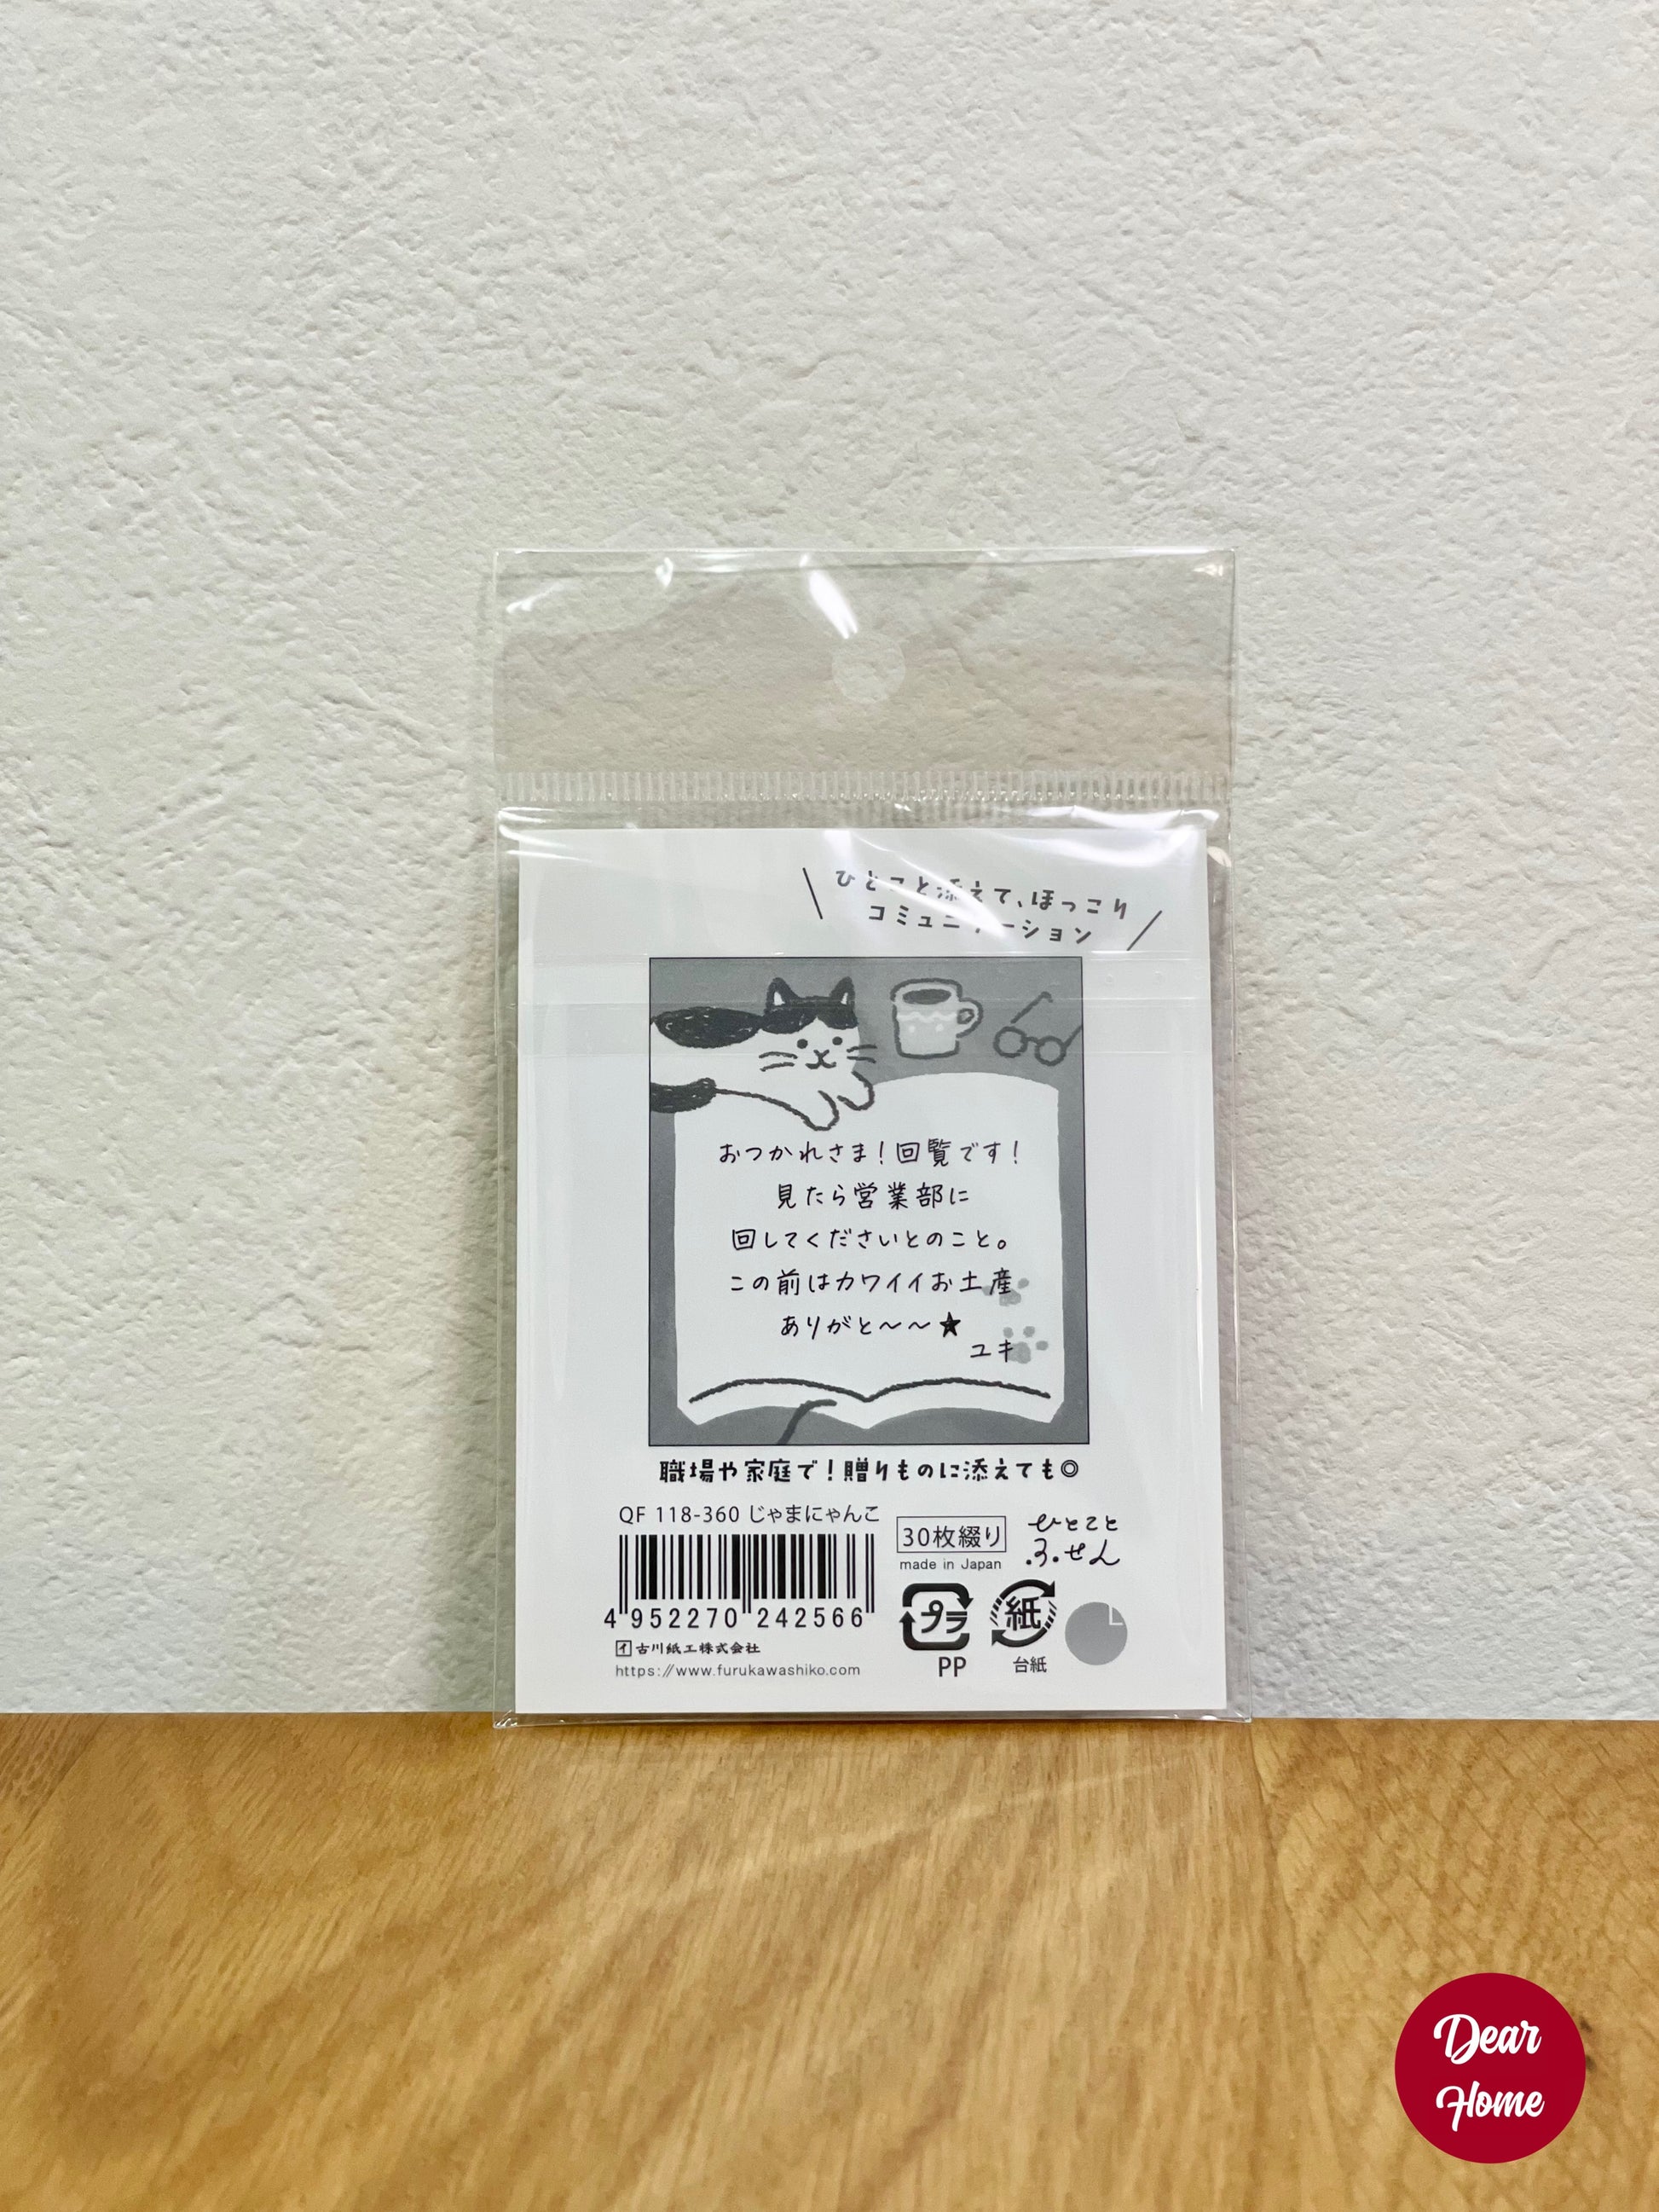 ひとこと添えて、ほっこり
コミュニケーション
おつかれさま！回覧です！
見たら営業部に
回してくださいとのこと。
この前はカワイイお土産
ありがと〜〜★
ユキ
職場や家庭で！贈りものに添えても◎
QF 118-360 じゃまにゃんこ
4 952270 242566
古川紙工株式会社
https://www.furukawashiko.com
30枚綴り
made in Japan
ひとこと
ふせん
プラ
PP
紙
台紙
Dear
Home